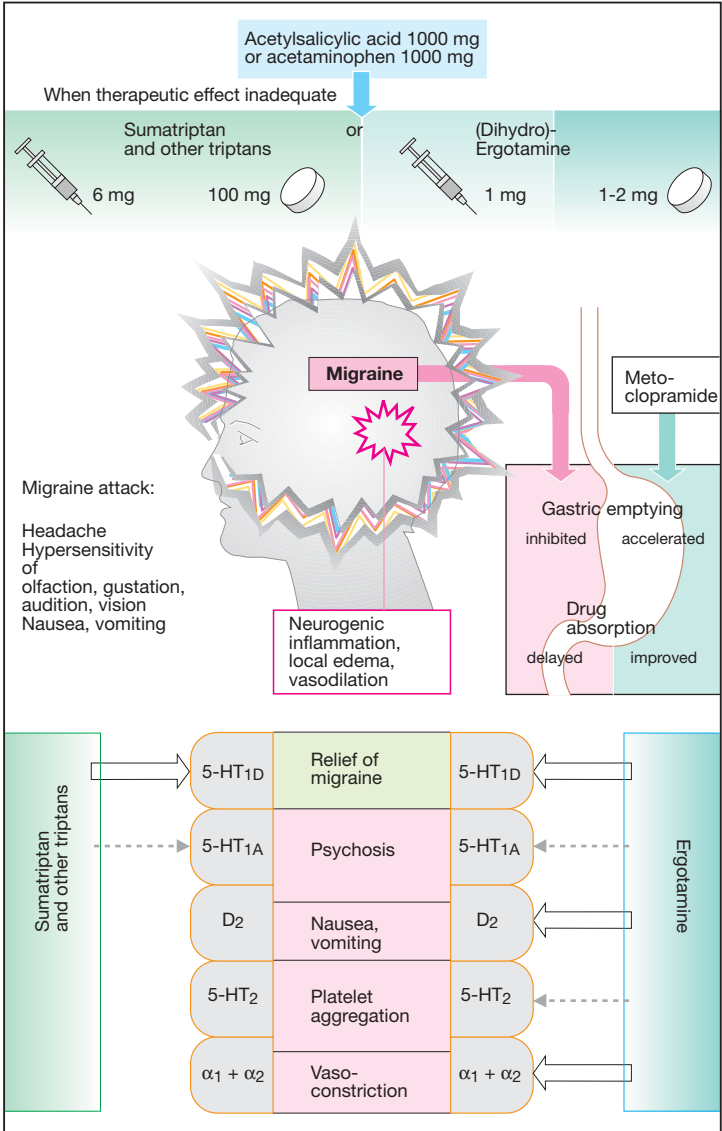 Acetylsalicylic acid 1000 mg
or acetaminophen 1000 mg
When therapeutic effect inadequate
Sumatriptan
and other triptans
or
(Dihydro)-
Ergotamine
6 mg
100 mg
1 mg
1-2 mg
Migraine
Meto-
clopramide
Migraine attack:
Headache
Hypersensitivity
of
olfaction, gustation,
audition, vision
Nausea, vomiting
Gastric emptying
inhibited
accelerated
Drug
absorption
delayed
improved
Neurogenic
inflammation,
local edema,
vasodilation
Sumatriptan
and other triptans
5-HT1D
Relief of
migraine
5-HT1D
5-HT1A
Psychosis
5-HT1A
D2
Nausea,
vomiting
D2
5-HT2
Platelet
aggregation
5-HT2
α1 + α2
Vaso-
constriction
α1 + α2
Ergotamine